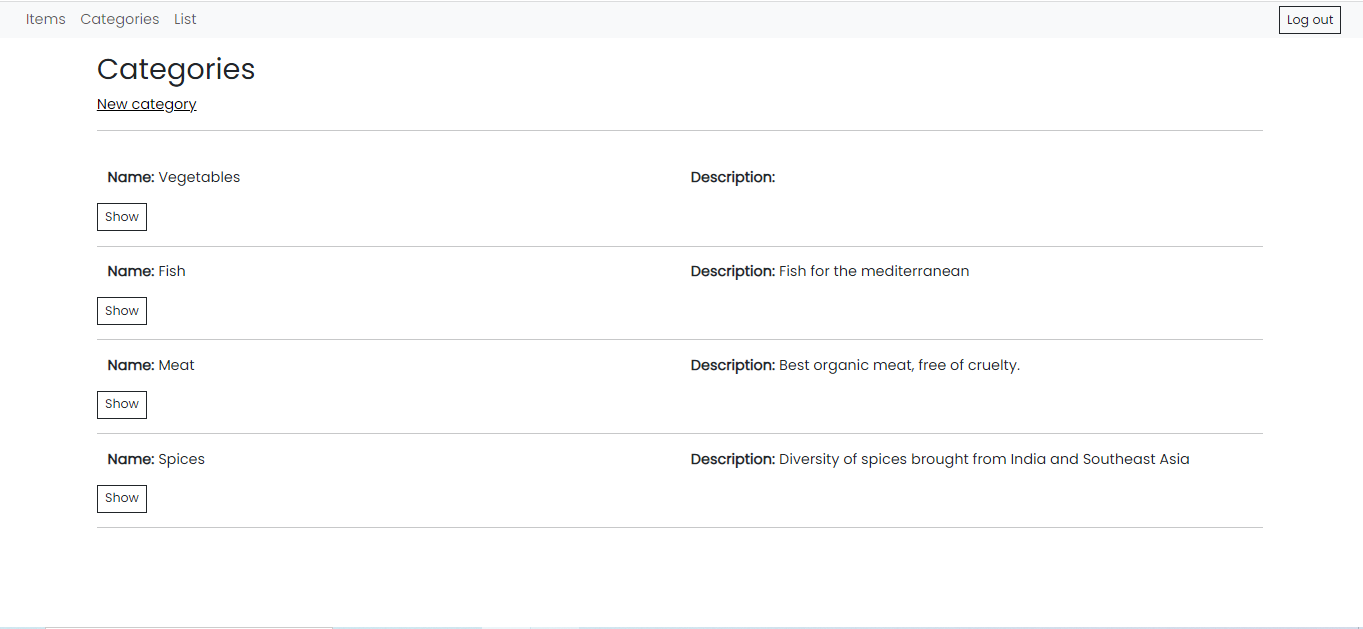 Items Categories List Log out
Categories
New category
Name: Vegetables Description:
Show
Name: Fish Description: Fish for the mediterranean
Show
Name: Meat Description: Best organic meat, free of cruelty.
Show
Name: Spices Description: Diversity of spices brought from India and Southeast Asia
Show